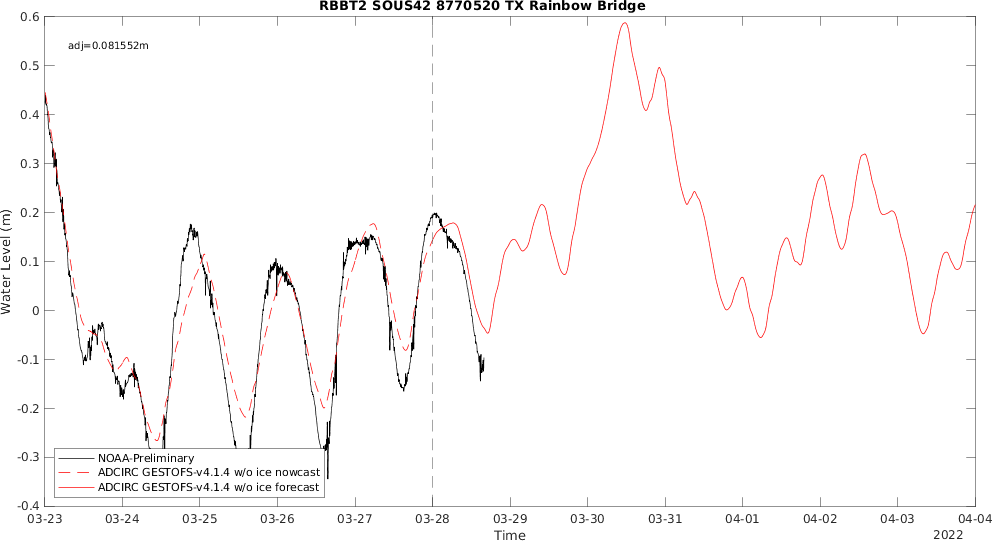 RBBT2 SOUS42 8770520 TX Rainbow Bridge
adj=0.081552m
Water Level (m)
0.6
0.5
0.4
0.3
0.2
0.1
0
-0.1
-0.2
-0.3
-0.4
NOAA-Preliminary
ADCIRC GESTOFS-v4.1.4 w/o ice nowcast
ADCIRC GESTOFS-v4.1.4 w/o ice forecast
03-23 03-24 03-25 03-26 03-27 03-28 03-29 03-30 03-31 04-01 04-02 04-03 04-04
Time
2022